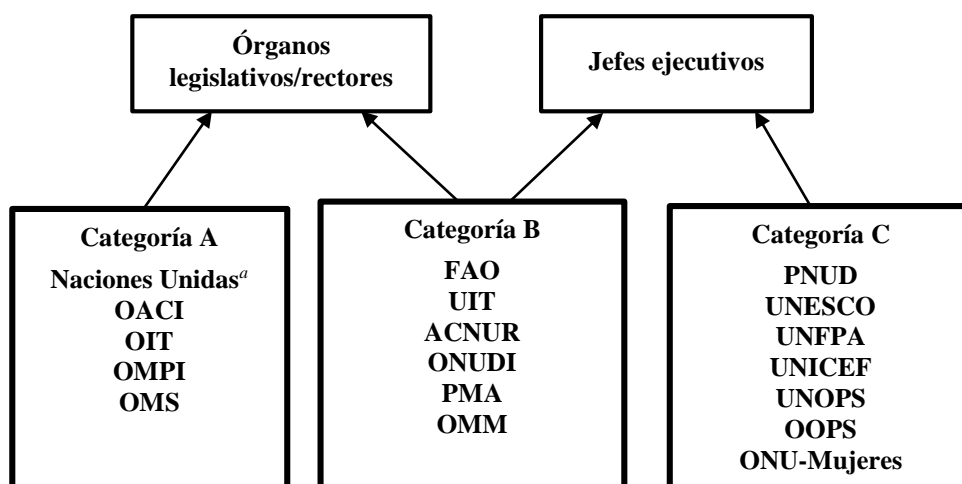 Órganos
legislativos/rectores
Jefes ejecutivos
Categoría A
Naciones Unidasᵃ
OACI
OIT
OMPI
OMS
Categoría B
FAO
UIT
ACNUR
ONUDI
PMA
OMM
Categoría C
PNUD
UNESCO
UNFPA
UNICEF
UNOPS
OOPS
ONU-Mujeres